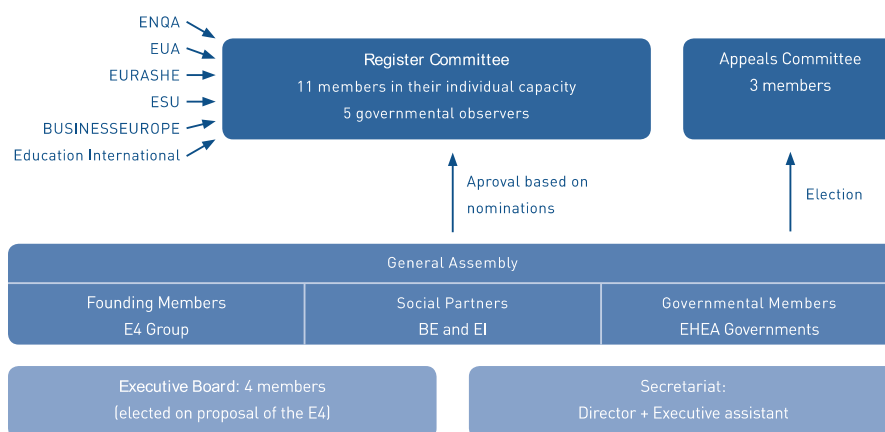 ENQA
EUA
EURASHE
ESU
BUSINESSEUROPE
Education International
Register Committee
11 members in their individual capacity
5 governmental observers
Appeals Committee
3 members
Aproval based on
nominations
Election
General Assembly
Founding Members
E4 Group
Social Partners
BE and EI
Governmental Members
EHEA Governments
Executive Board: 4 members
(elected on proposal of the E4)
Secretariat:
Director + Executive assistant